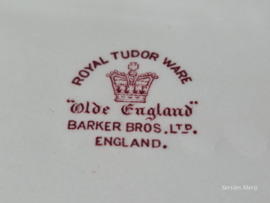 ROYAL TUDOR WARE
"Olde England"
BARKER BROS. LTD.
ENGLAND.